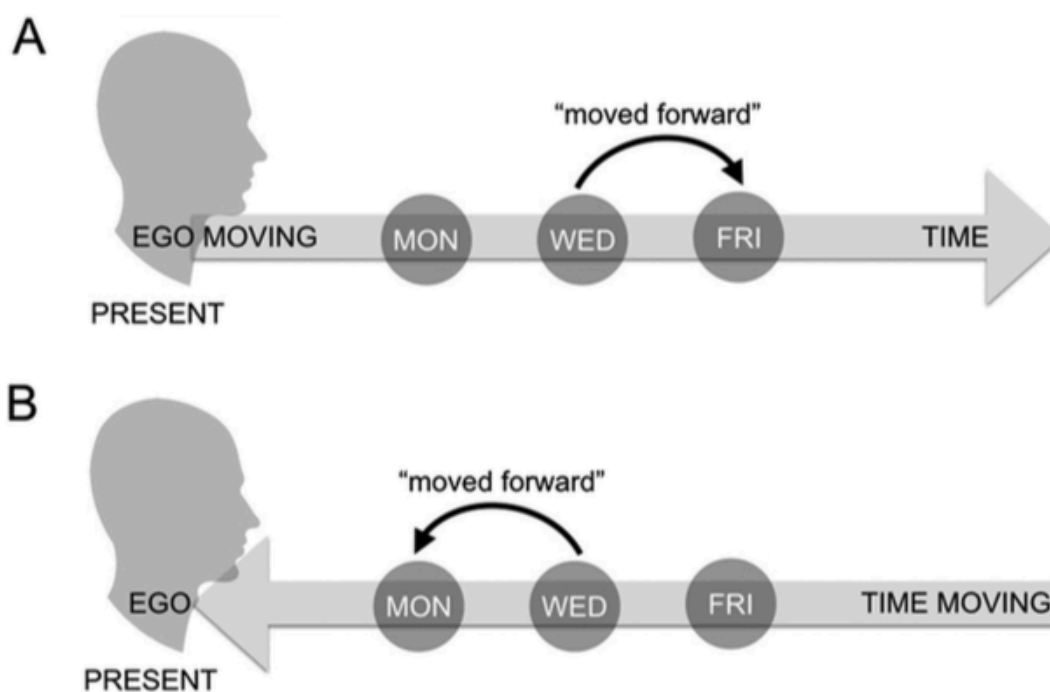 A
“moved forward”
EGO MOVING MON WED FRI TIME
PRESENT
B
“moved forward”
EGO MON WED FRI TIME MOVING
PRESENT